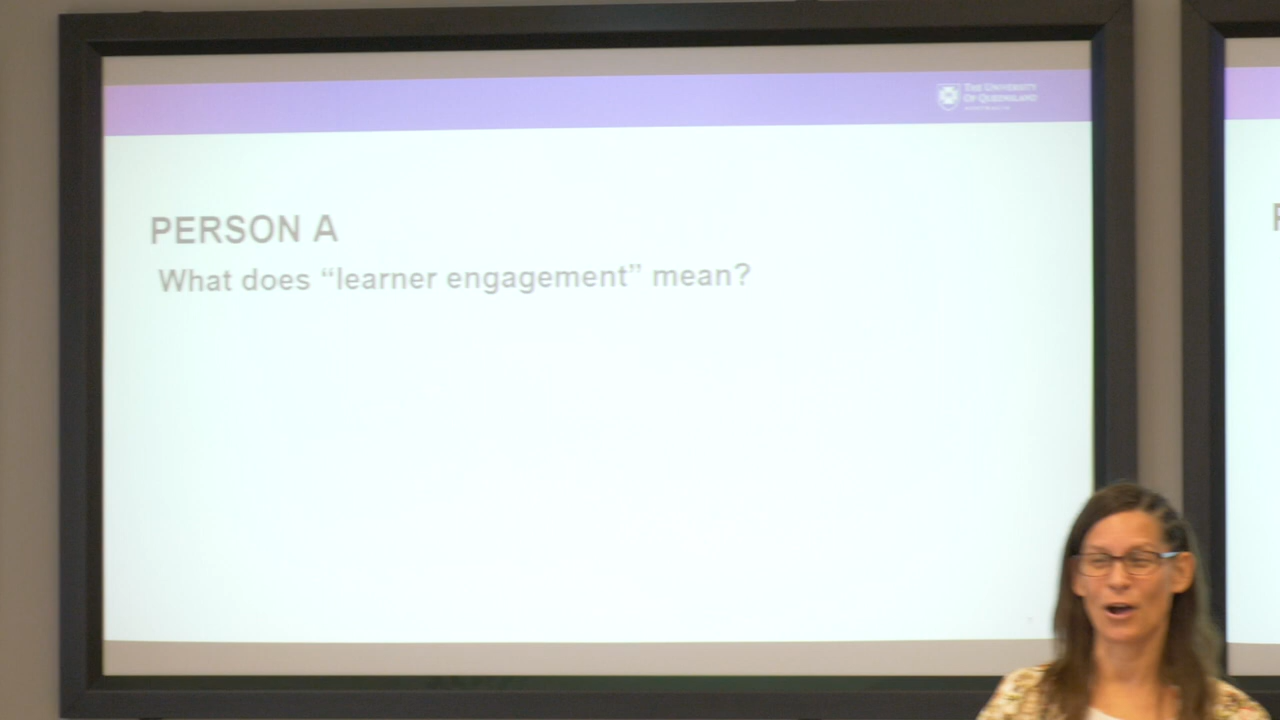 THE UNIVERSITY
OF QUEENSLAND
PERSON A
What does “learner engagement” mean?